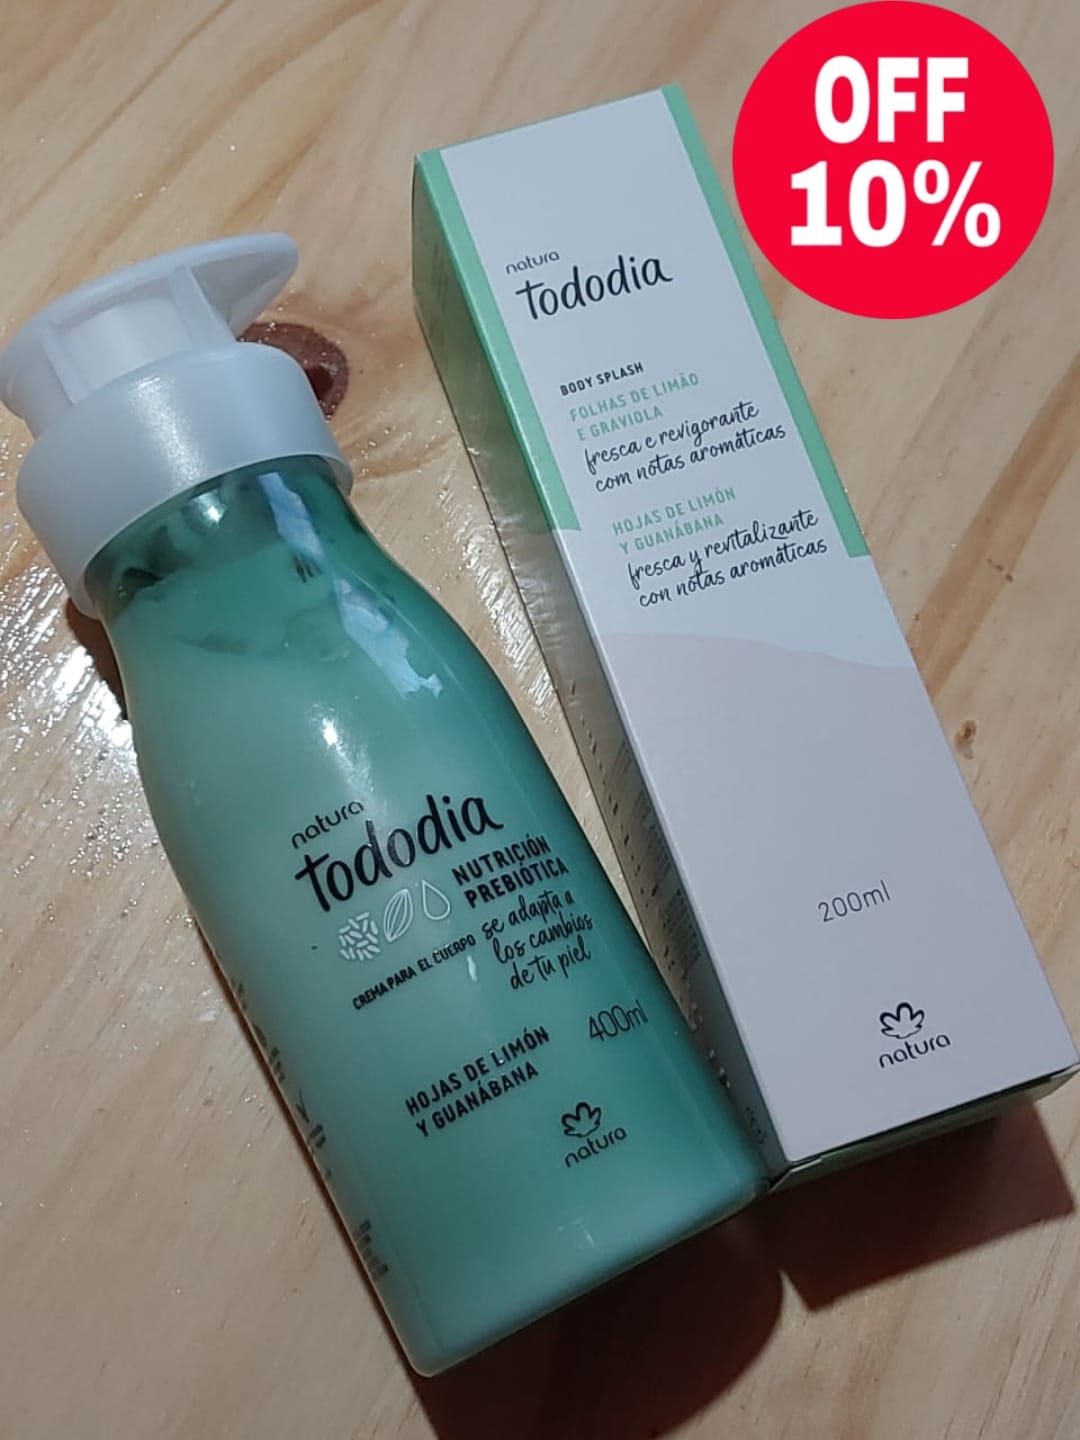 OFF
10%
natura
Tododia
BODY SPLASH
FOLHAS DE LIMÃO
E GRAVIOLA
fresca e revigorante
com notas aromáticas
HOJAS DE LIMÓN
Y GUANÁBANA
fresca y revitalizante
con notas aromáticas
200ml
natura
natura
Tododia
NUTRICIÓN
PREBIÓTICA
se adapta a
los cambios
de tu piel
CREMA PARA EL CUERPO
400ml
HOJAS DE LIMÓN
Y GUANÁBANA
natura